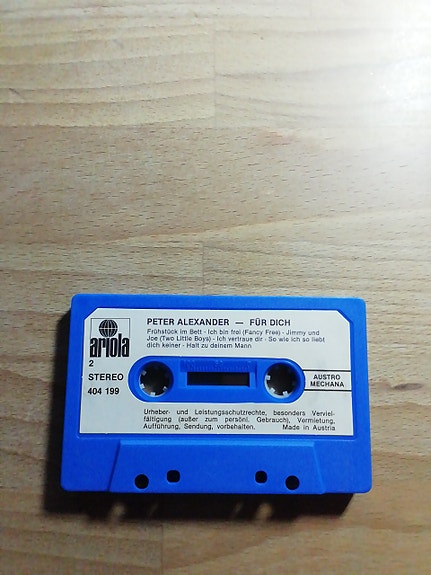 PETER ALEXANDER — FÜR DICH
Frühstück im Bett - Ich bin frei (Fancy Free) - Jimmy und
Joe (Two Little Boys) - Ich vertraue dir - So wie ich so liebt
dich keiner - Halt zu deinem Mann
ariola
2
STEREO
404 199
AUSTRO
MECHANA
Urheber- und Leistungsschutzrechte, besonders Verviel-
fältigung (außer zum persönl. Gebrauch), Vermietung,
Aufführung, Sendung, vorbehalten. Made in Austria